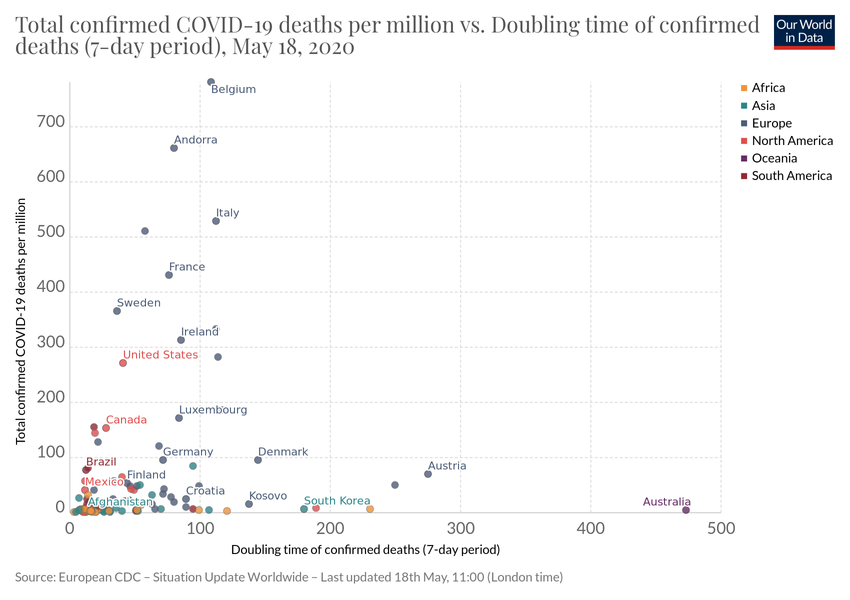 Total confirmed COVID-19 deaths per million vs. Doubling time of confirmed
deaths (7-day period), May 18, 2020
Our World
in Data
Africa
Asia
Europe
North America
Oceania
South America
Total confirmed COVID-19 deaths per million
700
600
500
400
300
200
100
0
Belgium
Andorra
Italy
France
Sweden
Ireland
United States
Luxembourg
Canada
Germany
Denmark
Brazil
Austria
Finland
Mexico
Croatia
Kosovo
Afghanistan
South Korea
Australia
0
100
200
300
400
500
Doubling time of confirmed deaths (7-day period)
Source: European CDC – Situation Update Worldwide – Last updated 18th May, 11:00 (London time)